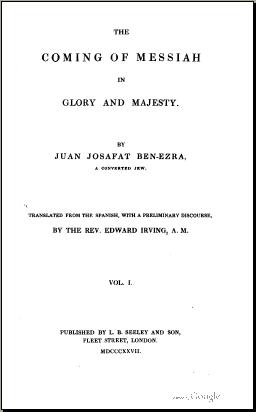 THE
COMING OF MESSIAH
IN
GLORY AND MAJESTY.
BY
JUAN JOSAFAT BEN-EZRA,
A CONVERTED JEW.
TRANSLATED FROM THE SPANISH, WITH A PRELIMINARY DISCOURSE,
BY THE REV. EDWARD IRVING, A. M.
VOL. I.
PUBLISHED BY L. B. SEELEY AND SON,
FLEET STREET, LONDON.
MDCCCXXVII.
Google